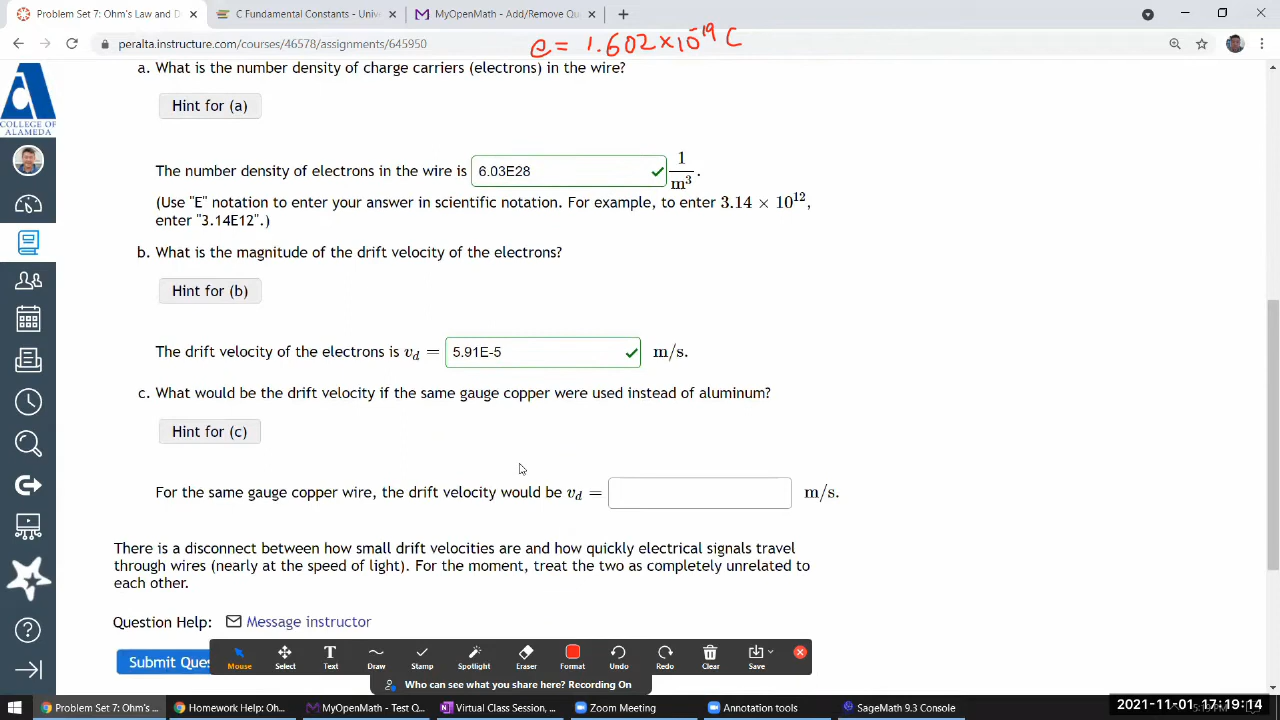 Problem Set 7: Ohm's Law and D
C Fundamental Constants - Unive
MyOpenMath - Add/Remove Qu
peralta.instructure.com/courses/46578/assignments/645950
e = 1.602×10⁻¹⁹ C
COLLEGE OF
ALAMEDA
a. What is the number density of charge carriers (electrons) in the wire?
Hint for (a)
The number density of electrons in the wire is 6.03E28 1/m³.
(Use "E" notation to enter your answer in scientific notation. For example, to enter 3.14 × 10¹²,
enter "3.14E12".)
b. What is the magnitude of the drift velocity of the electrons?
Hint for (b)
The drift velocity of the electrons is v_d = 5.91E-5 m/s.
c. What would be the drift velocity if the same gauge copper were used instead of aluminum?
Hint for (c)
For the same gauge copper wire, the drift velocity would be v_d = m/s.
There is a disconnect between how small drift velocities are and how quickly electrical signals travel
through wires (nearly at the speed of light). For the moment, treat the two as completely unrelated to
each other.
Question Help: Message instructor
Submit Ques
Mouse Select Text Draw Stamp Spotlight Eraser Format Undo Redo Clear Save
Who can see what you share here? Recording On
Problem Set 7: Ohm's...
Homework Help: Oh...
MyOpenMath - Test Q...
Virtual Class Session, ...
Zoom Meeting
Annotation tools
SageMath 9.3 Console
2021-11-01 17:19:14